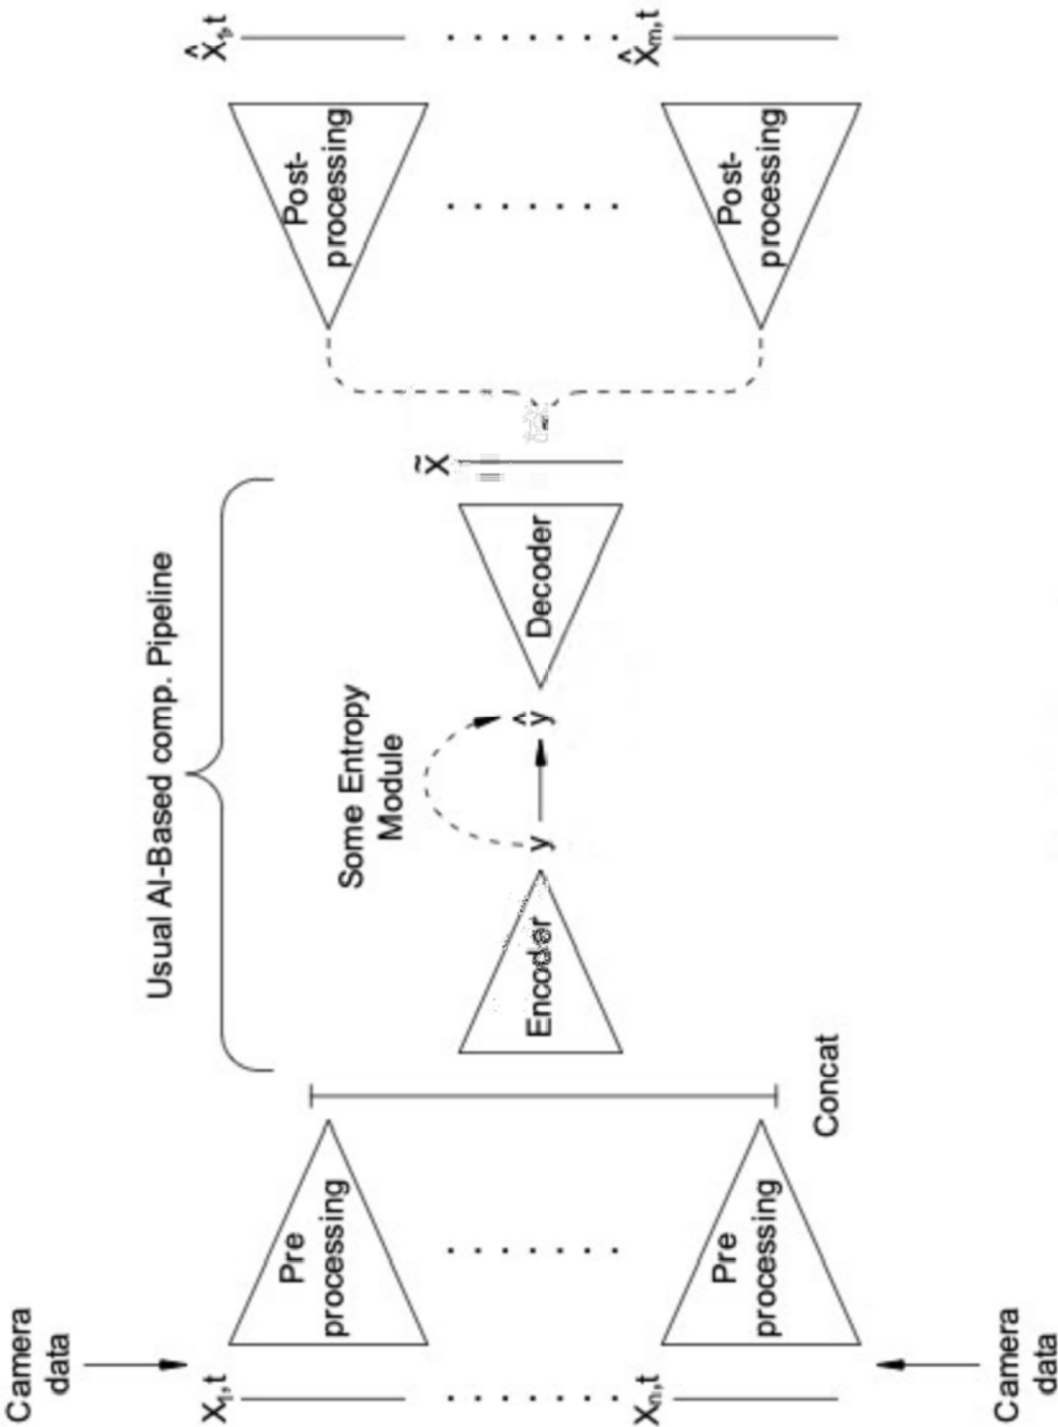 Camera
data
X₁,t
Pre
processing
Xₙ,t
Pre
processing
Camera
data
Concat
Usual AI-Based comp. Pipeline
Encoder
y
Some Entropy
Module
ŷ
Decoder
X̃
Post-
processing
Post-
processing
X̂₁,t
X̂ₘ,t